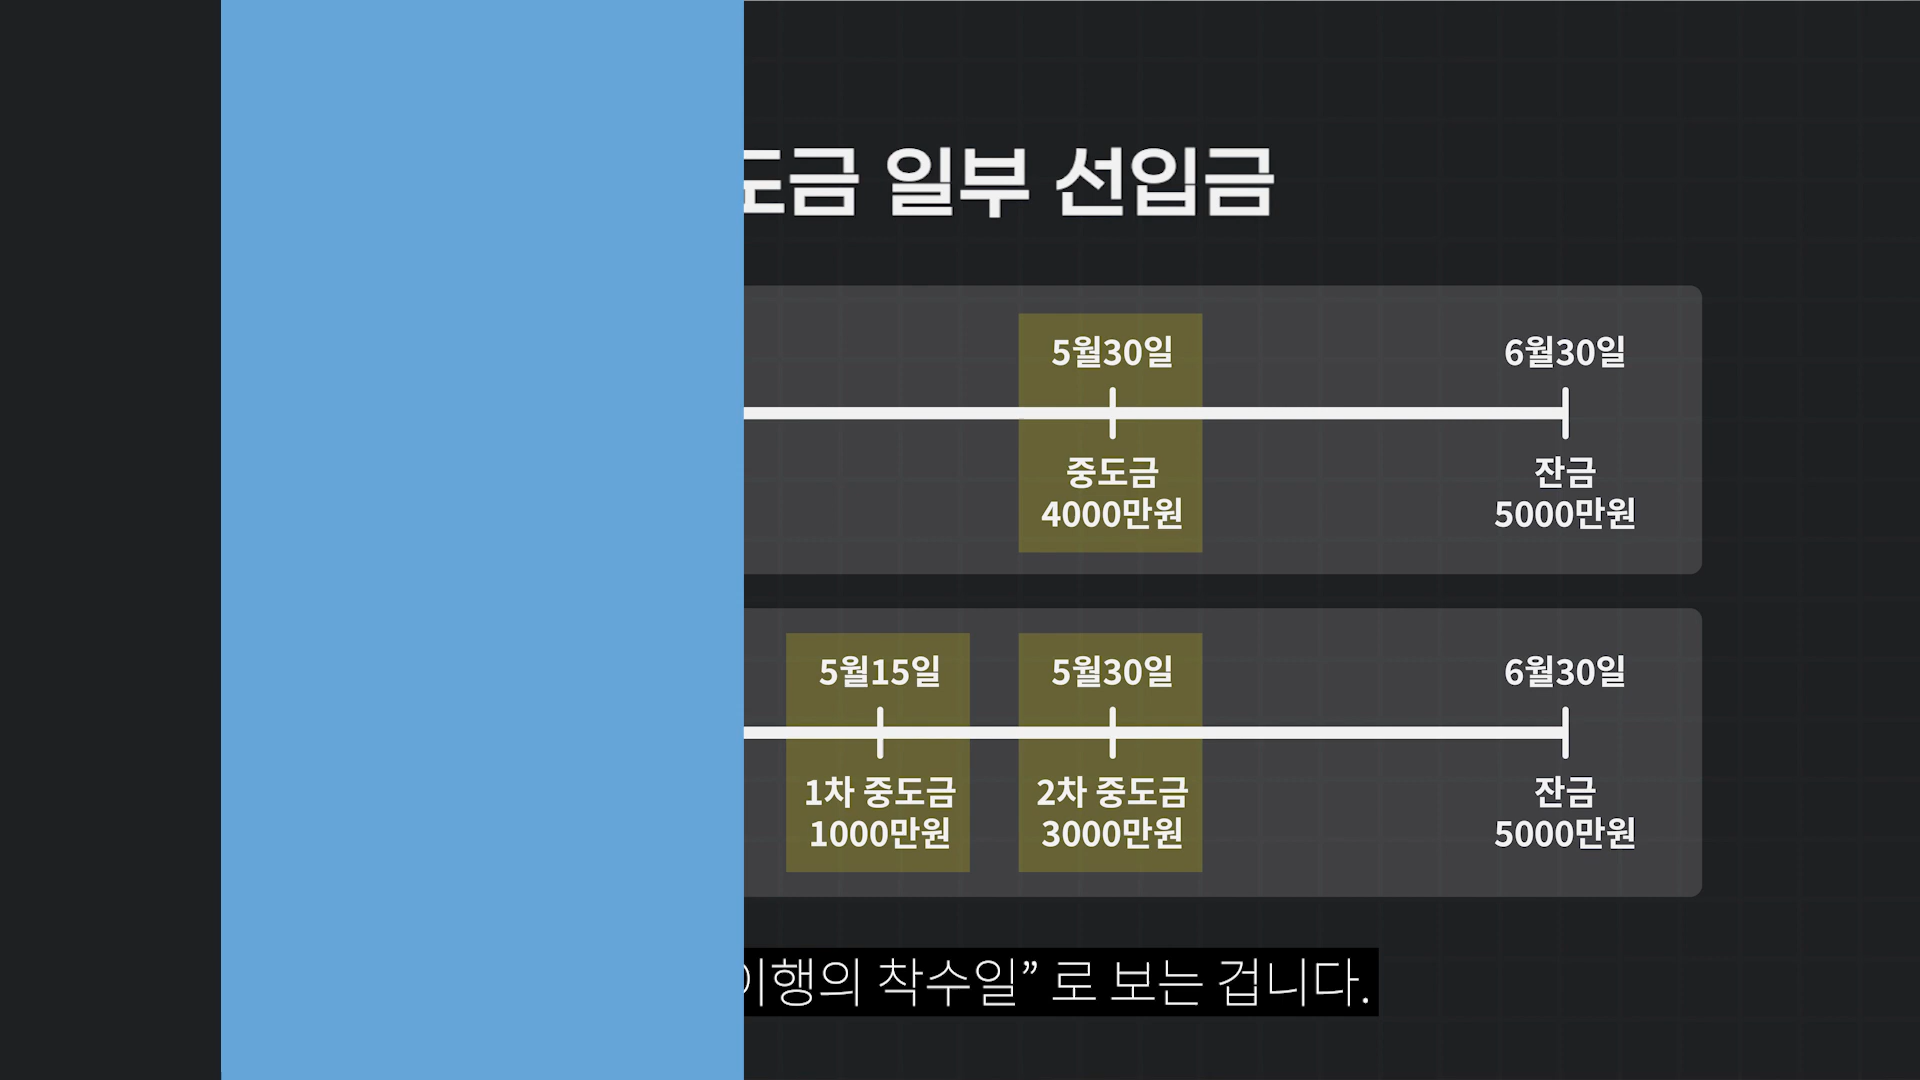 도금 일부 선입금
5월30일
6월30일
중도금
4000만원
잔금
5000만원
5월15일
5월30일
6월30일
1차 중도금
1000만원
2차 중도금
3000만원
잔금
5000만원
이행의 착수일” 로 보는 겁니다.